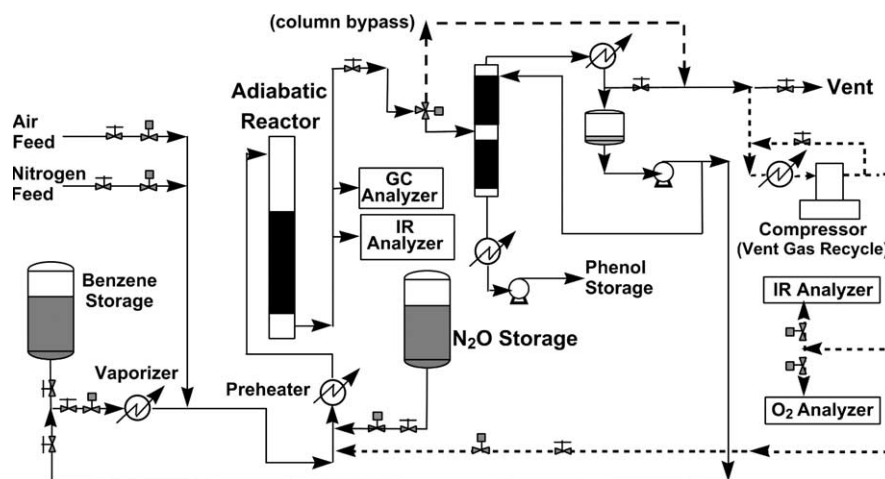 (column bypass)
Adiabatic
Reactor
Air
Feed
Nitrogen
Feed
Vent
GC
Analyzer
IR
Analyzer
Compressor
(Vent Gas Recycle)
Benzene
Storage
Phenol
Storage
IR Analyzer
N₂O Storage
Vaporizer
Preheater
O₂ Analyzer